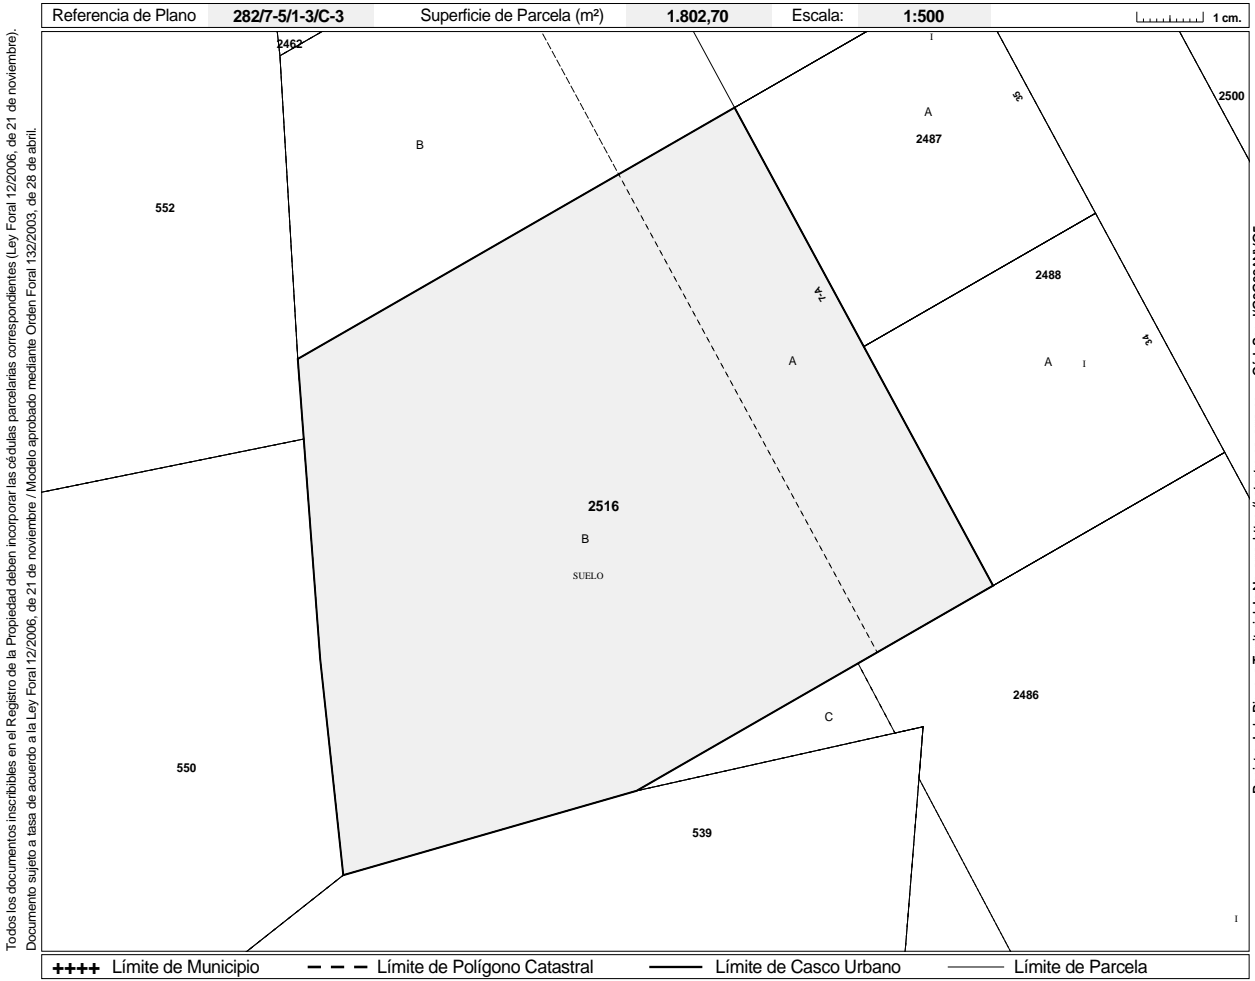 Referencia de Plano 282/7-5/1-3/C-3 Superficie de Parcela (m²) 1.802,70 Escala: 1:500 1 cm.
Todos los documentos inscribibles en el Registro de la Propiedad deben incorporar las cédulas parcelarias correspondientes (Ley Foral 12/2006, de 21 de noviembre).
Documento sujeto a tasa de acuerdo a la Ley Foral 12/2006, de 21 de noviembre / Modelo aprobado mediante Orden Foral 132/2003, de 28 de abril.
2462
I
36
2500
A
2487
B
552
2488
7-A
34
A
A I
2516
B
SUELO
2486
C
550
539
I
++++ Límite de Municipio
Límite de Polígono Catastral
Límite de Casco Urbano
Límite de Parcela